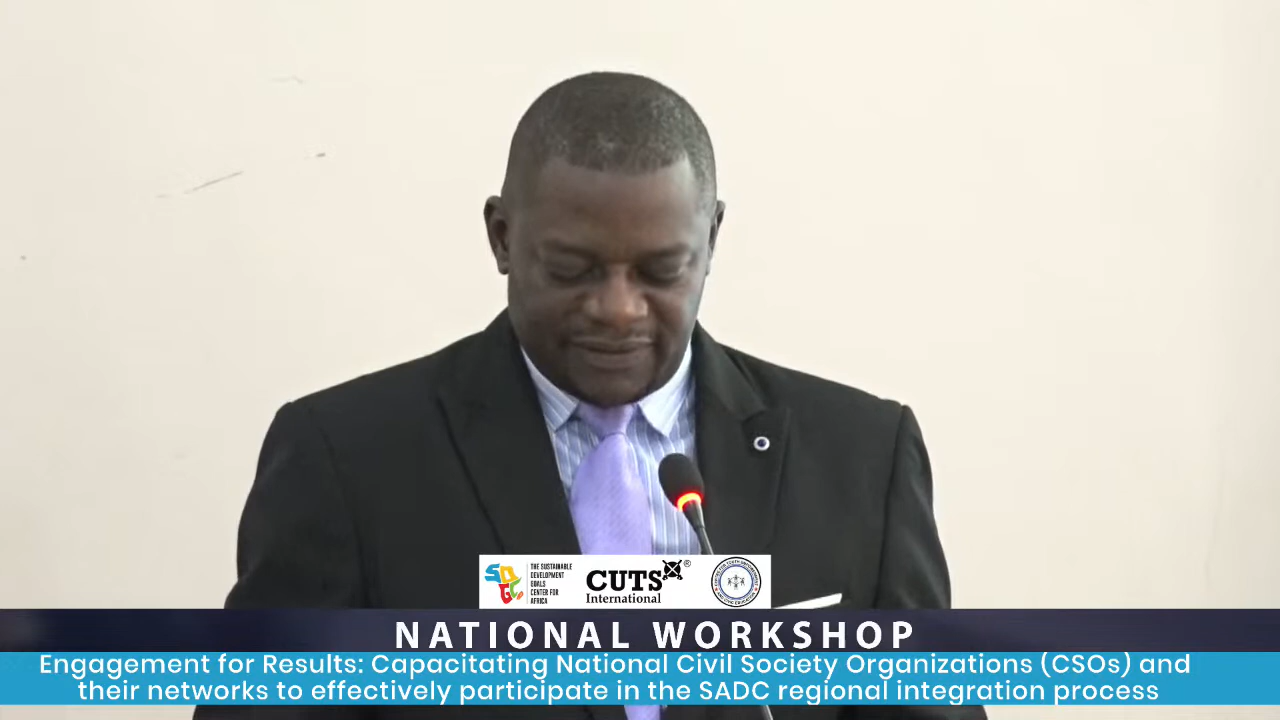 THE SUSTAINABLE
DEVELOPMENT
GOALS
CENTER FOR
AFRICA
CUTS®
International
NATIONAL WORKSHOP
Engagement for Results: Capacitating National Civil Society Organizations (CSOs) and
their networks to effectively participate in the SADC regional integration process